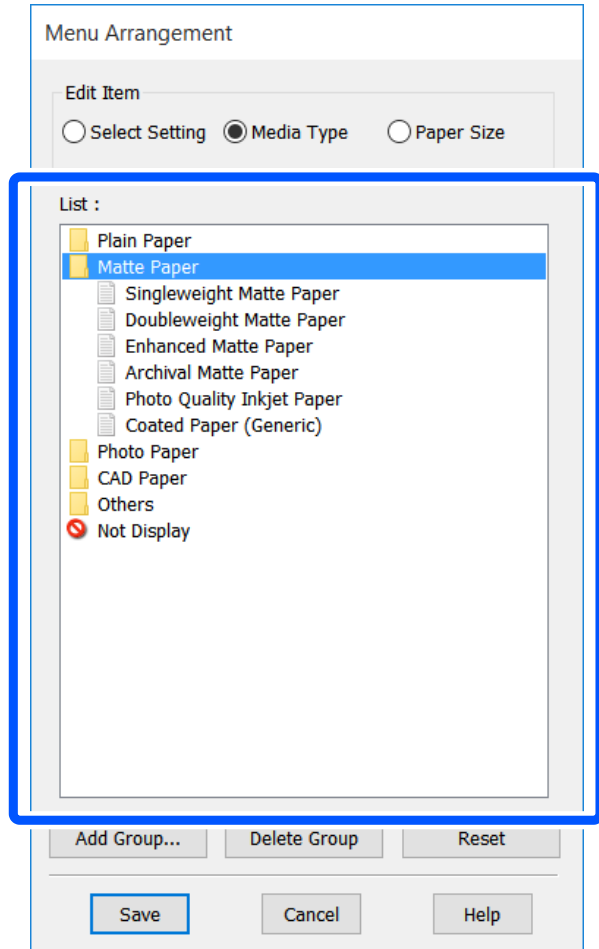 Menu Arrangement
Edit Item
Select Setting Media Type Paper Size
List :
Plain Paper
Matte Paper
Singleweight Matte Paper
Doubleweight Matte Paper
Enhanced Matte Paper
Archival Matte Paper
Photo Quality Inkjet Paper
Coated Paper (Generic)
Photo Paper
CAD Paper
Others
Not Display
Add Group... Delete Group Reset
Save Cancel Help